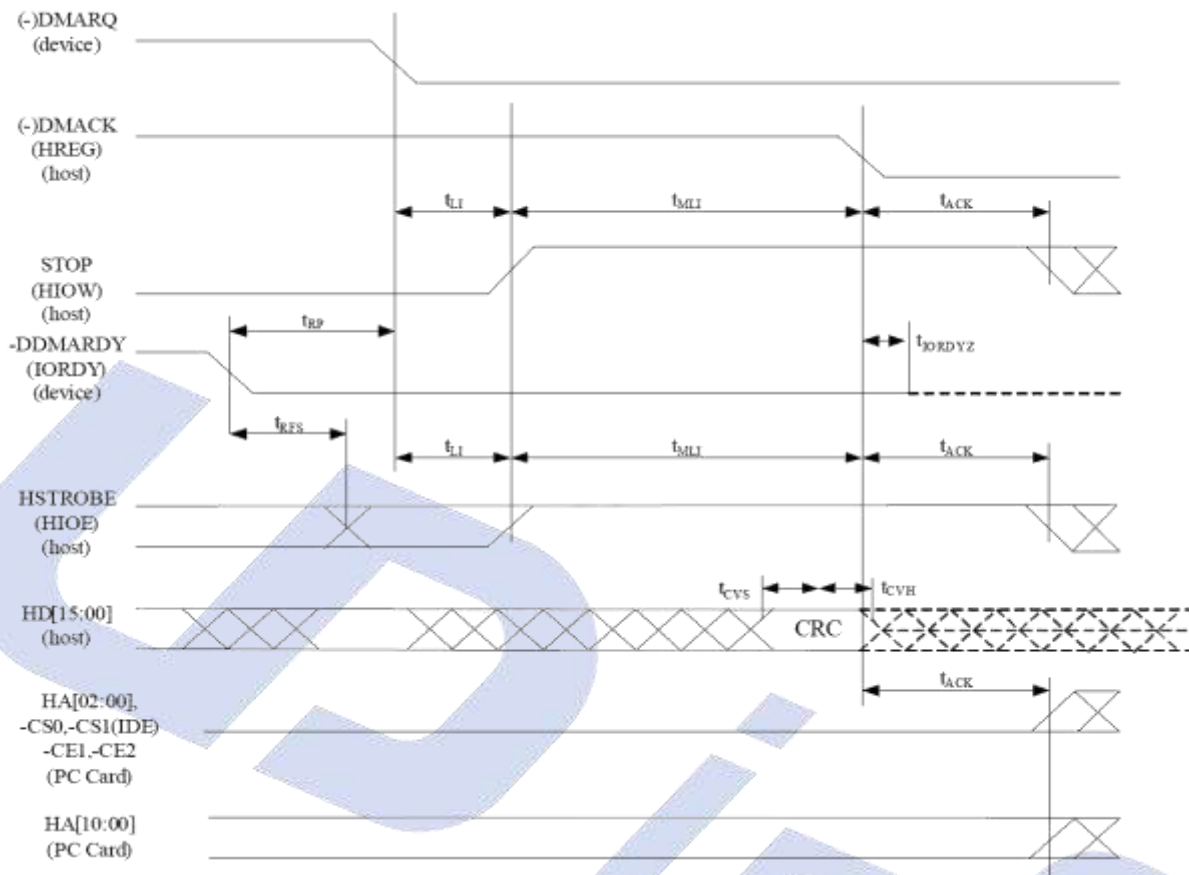 (-)DMARQ
(device)
(-)DMACK
(HREG)
(host)
tLI
tMLI
tACK
STOP
(HIOW)
(host)
tRP
-DDMARDY
(IORDY)
(device)
tIORDYZ
tRFS
tLI
tMLI
tACK
HSTROBE
(HIOE)
(host)
tCVS
tCVH
HD[15:00]
(host)
CRC
tACK
HA[02:00],
-CS0,-CS1(IDE)
-CE1,-CE2
(PC Card)
HA[10:00]
(PC Card)